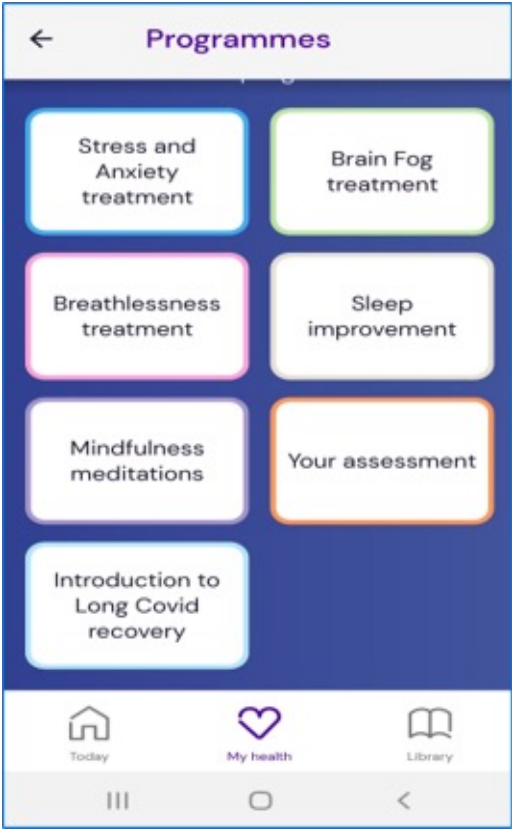 Programmes
Stress and
Anxiety
treatment
Brain Fog
treatment
Breathlessness
treatment
Sleep
improvement
Mindfulness
meditations
Your assessment
Introduction to
Long Covid
recovery
Today
My health
Library